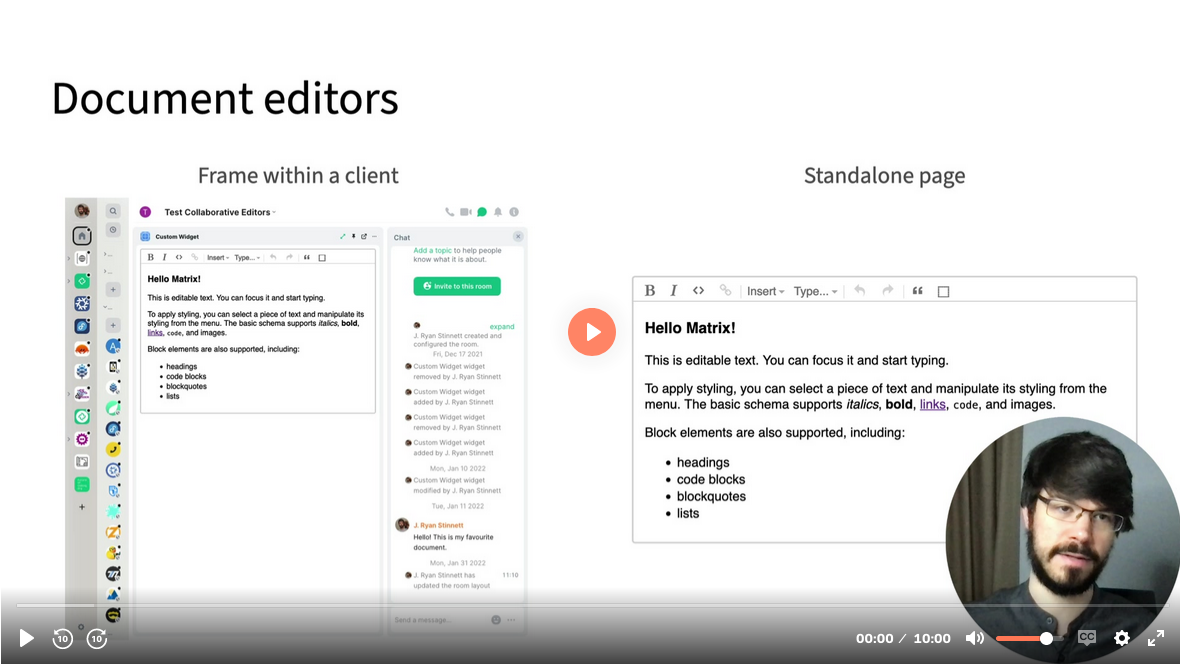 Document editors
Frame within a client
Standalone page
T Test Collaborative Editors
Custom Widget
B I <> Insert Type... “
Hello Matrix!
This is editable text. You can focus it and start typing.
To apply styling, you can select a piece of text and manipulate its
styling from the menu. The basic schema supports italics, bold,
links, code, and images.
Block elements are also supported, including:
• headings
• code blocks
• blockquotes
• lists
Chat
Add a topic to help people
know what it is about.
Invite to this room
expand
J. Ryan Stinnett created and
configured the room.
Fri, Dec 17 2021
Custom Widget widget
removed by J. Ryan Stinnett
Custom Widget widget
added by J. Ryan Stinnett
Custom Widget widget
removed by J. Ryan Stinnett
Custom Widget widget
added by J. Ryan Stinnett
Mon, Jan 10 2022
Custom Widget widget
modified by J. Ryan Stinnett
Tue, Jan 11 2022
J. Ryan Stinnett
Hello! This is my favourite
document.
Mon, Jan 31 2022
J. Ryan Stinnett has 11:10
updated the room layout
Send a message...
B I <> Insert Type... “
Hello Matrix!
This is editable text. You can focus it and start typing.
To apply styling, you can select a piece of text and manipulate its styling from the
menu. The basic schema supports italics, bold, links, code, and images.
Block elements are also supported, including:
• headings
• code blocks
• blockquotes
• lists
10 10 00:00 / 10:00 CC